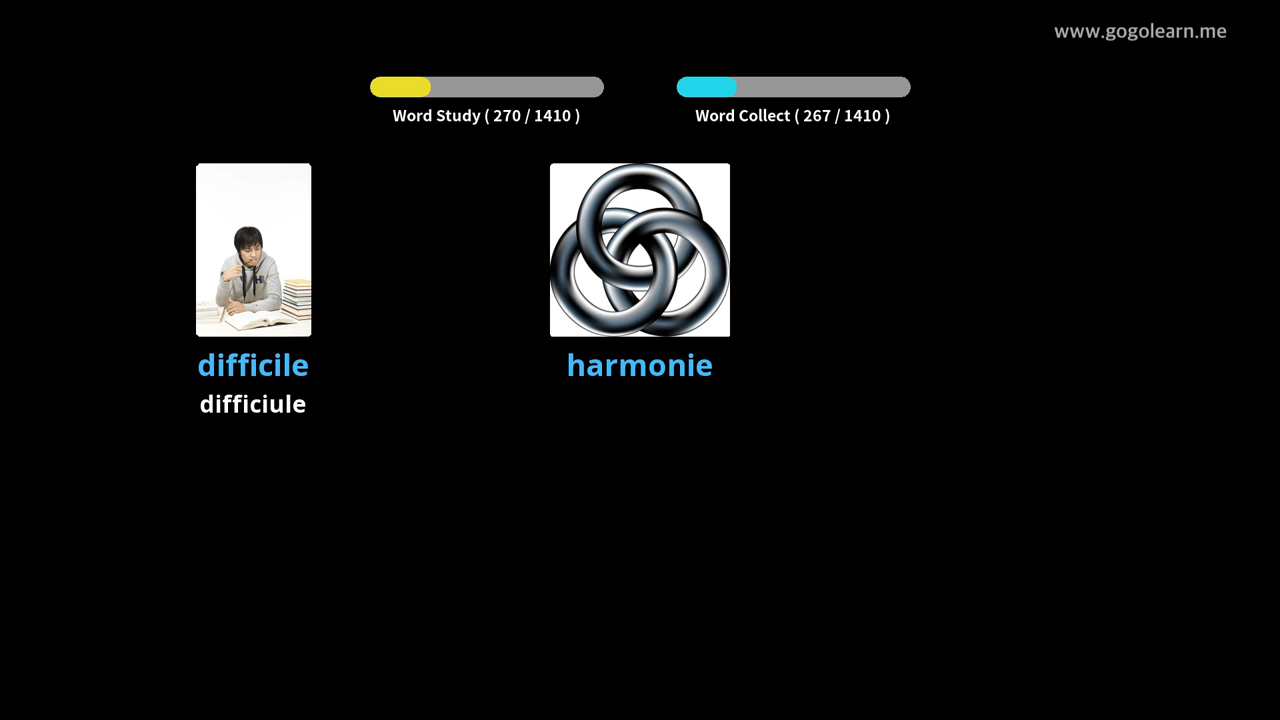 www.gogolearn.me
Word Study ( 270 / 1410 )
Word Collect ( 267 / 1410 )
difficile
harmonie
difficiule